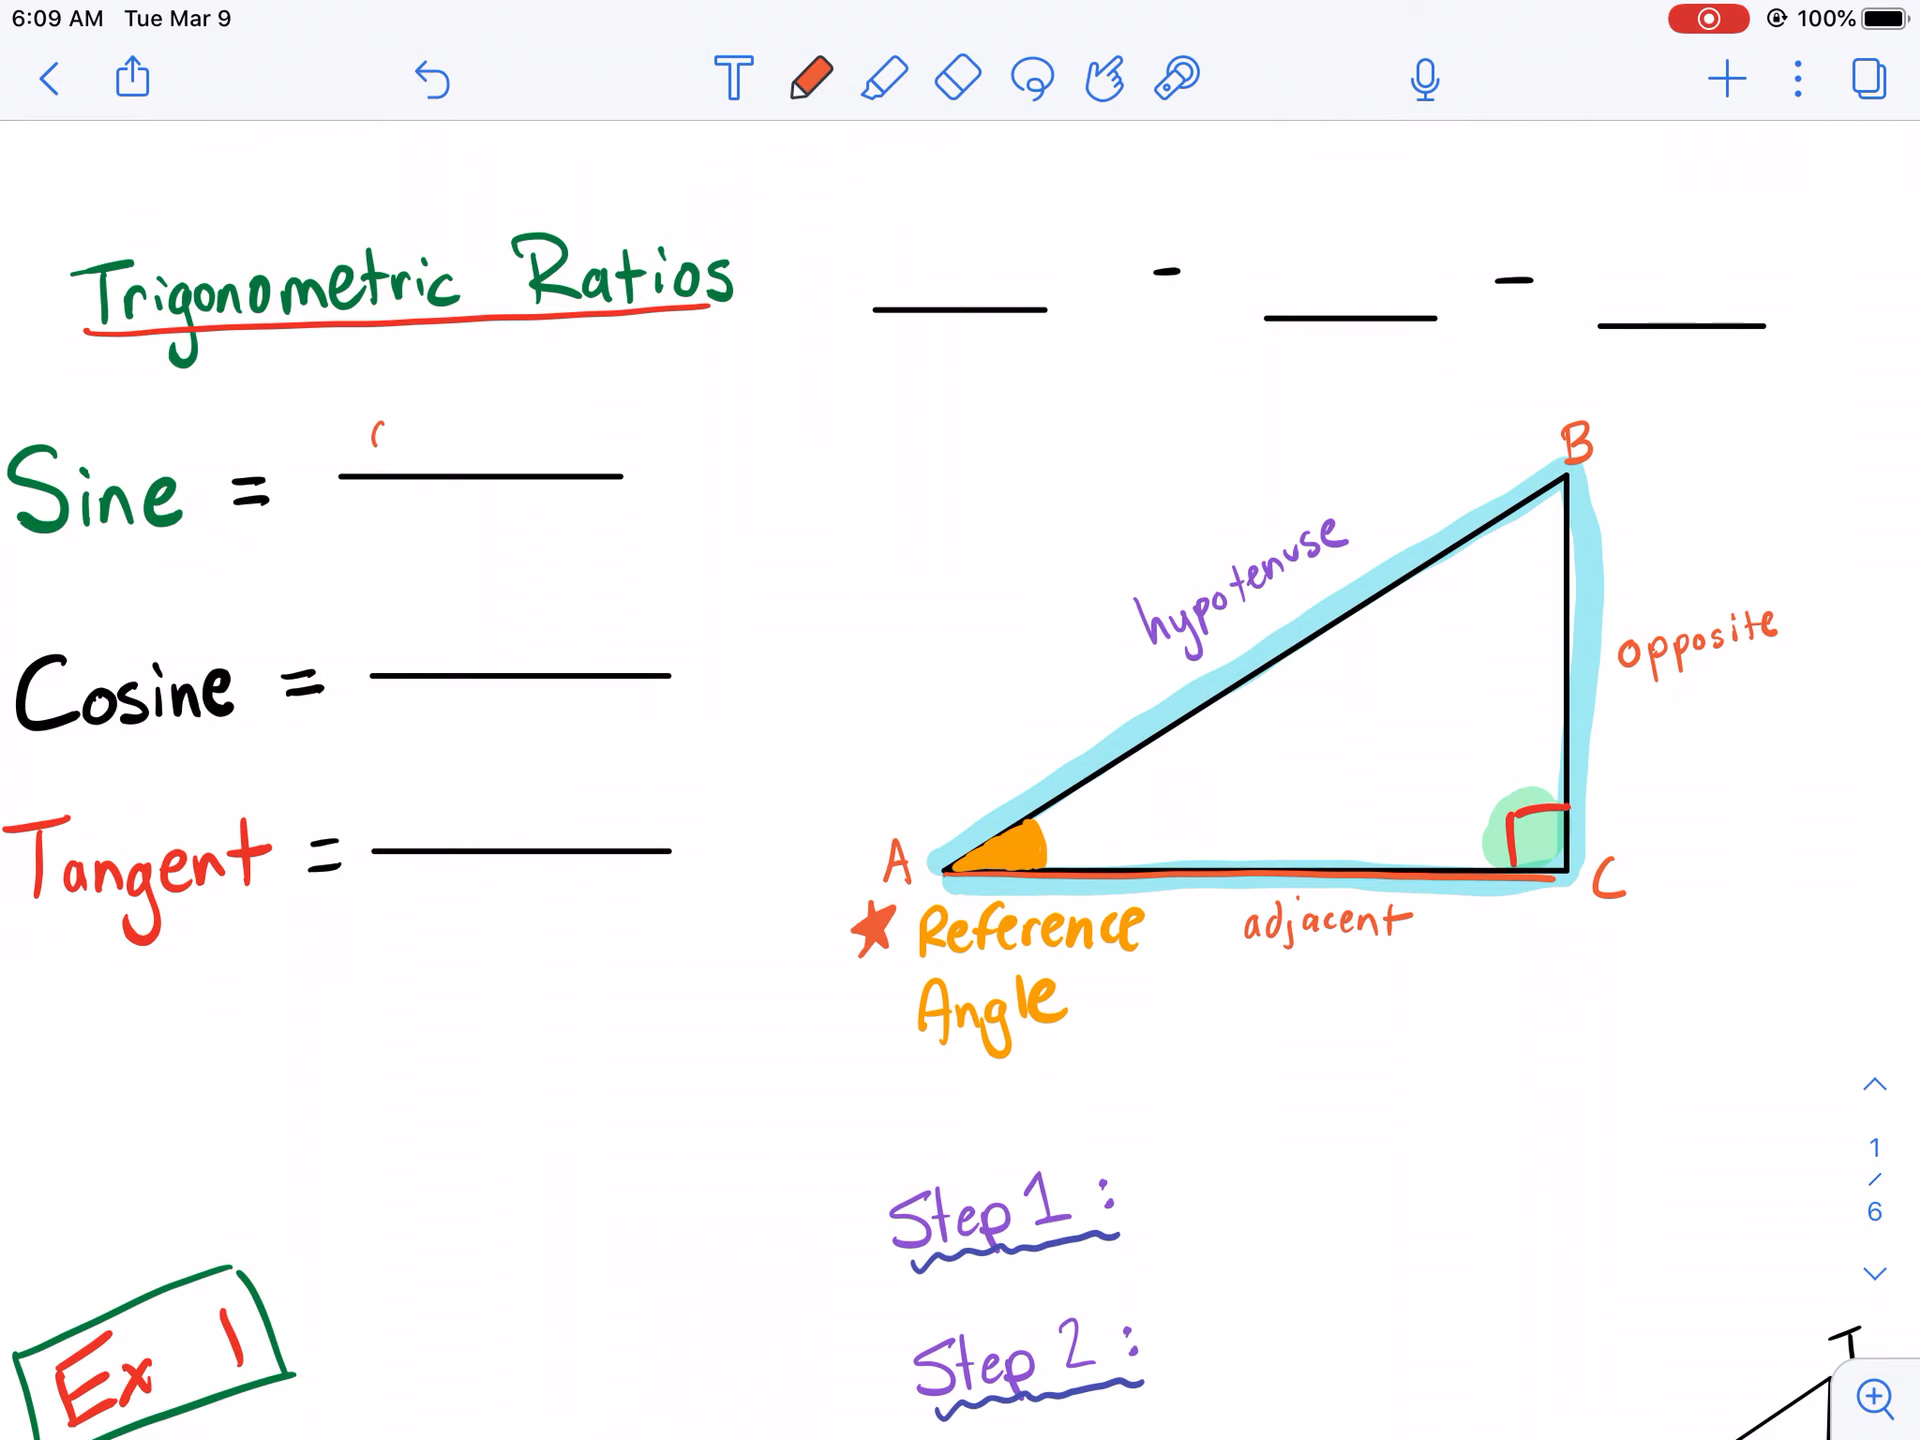 6:09 AM Tue Mar 9
100%
T
Trigonometric Ratios
- -
Sine =
Cosine =
Tangent =
B
hypotenuse
opposite
A
C
adjacent
Reference
Angle
1
/
6
Step 1 :
Step 2 :
Ex 1
T